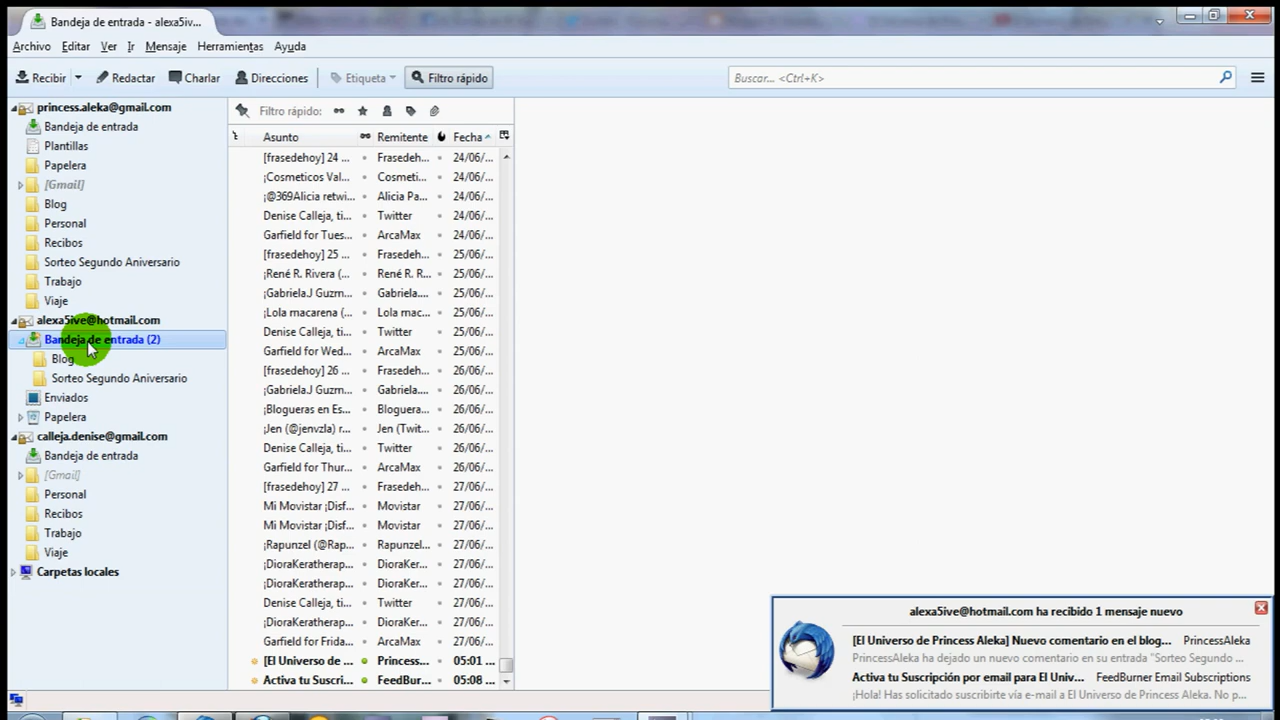 Bandeja de entrada - alexa5iv...
Archivo Editar Ver Ir Mensaje Herramientas Ayuda
Recibir Redactar Charlar Direcciones Etiqueta Filtro rápido Buscar... <Ctrl+K>
princess.aleka@gmail.com
Bandeja de entrada
Plantillas
Papelera
[Gmail]
Blog
Personal
Recibos
Sorteo Segundo Aniversario
Trabajo
Viaje
alexa5ive@hotmail.com
Bandeja de entrada (2)
Blog
Sorteo Segundo Aniversario
Enviados
Papelera
calleja.denise@gmail.com
Bandeja de entrada
[Gmail]
Personal
Recibos
Trabajo
Viaje
Carpetas locales
Filtro rápido:
Asunto Remitente Fecha
[frasedehoy] 24 ... Frasedeh... 24/06/...
¡Cosmeticos Val... Cosmeti... 24/06/...
¡@369Alicia retwi... Alicia Pa... 24/06/...
Denise Calleja, ti... Twitter 24/06/...
Garfield for Tues... ArcaMax 24/06/...
[frasedehoy] 25 ... Frasedeh... 25/06/...
¡René R. Rivera (... René R. R... 25/06/...
¡Gabriela.J Guzm... Gabriela.... 25/06/...
¡Lola macarena (... Lola mac... 25/06/...
Denise Calleja, ti... Twitter 25/06/...
Garfield for Wed... ArcaMax 25/06/...
[frasedehoy] 26 ... Frasedeh... 26/06/...
¡Gabriela.J Guzm... Gabriela.... 26/06/...
¡Blogueras en Es... Bloguera... 26/06/...
¡Jen (@jenvzla) r... Jen (Twit... 26/06/...
Denise Calleja, ti... Twitter 26/06/...
Garfield for Thur... ArcaMax 26/06/...
[frasedehoy] 27 ... Frasedeh... 27/06/...
Mi Movistar ¡Disf... Movistar 27/06/...
Mi Movistar ¡Disf... Movistar 27/06/...
¡Rapunzel (@Rap... Rapunzel... 27/06/...
¡DioraKeratherap... DioraKer... 27/06/...
¡DioraKeratherap... DioraKer... 27/06/...
Denise Calleja, ti... Twitter 27/06/...
¡DioraKeratherap... DioraKer... 27/06/...
Garfield for Frida... ArcaMax 27/06/...
[El Universo de ... Princess... 05:01 ...
Activa tu Suscri... FeedBur... 05:08 ...
alexa5ive@hotmail.com ha recibido 1 mensaje nuevo
[El Universo de Princess Aleka] Nuevo comentario en el blog... PrincessAleka
PrincessAleka ha dejado un nuevo comentario en su entrada "Sorteo Segundo ...
Activa tu Suscripción por email para El Univ... FeedBurner Email Subscriptions
¡Hola! Has solicitado suscribirte vía e-mail a El Universo de Princess Aleka. No p...